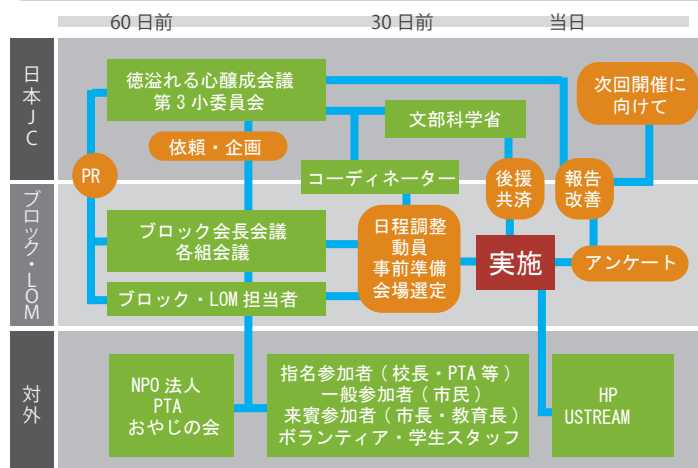 60 日前
30 日前
当日
日本JC
徳溢れる心醸成会議
第 3 小委員会
文部科学省
次回開催に
向けて
依頼・企画
PR
コーディネーター
後援
共済
報告
改善
ブロック・LOM
ブロック会長会議
各組会議
日程調整
動員
事前準備
会場選定
実施
アンケート
ブロック・LOM 担当者
対外
NPO 法人
PTA
おやじの会
指名参加者 ( 校長・PTA 等 )
一般参加者 ( 市民 )
来賓参加者 ( 市長・教育長 )
ボランティア・学生スタッフ
HP
USTREAM